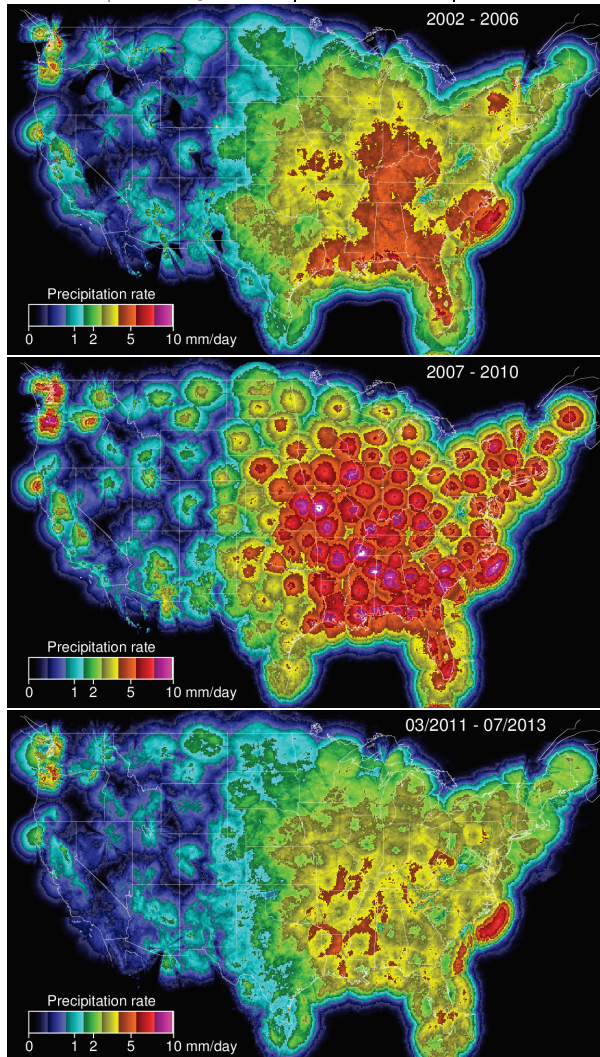 2002 - 2006
Precipitation rate
0 1 2 5 10 mm/day
2007 - 2010
Precipitation rate
0 1 2 5 10 mm/day
03/2011 - 07/2013
Precipitation rate
0 1 2 5 10 mm/day